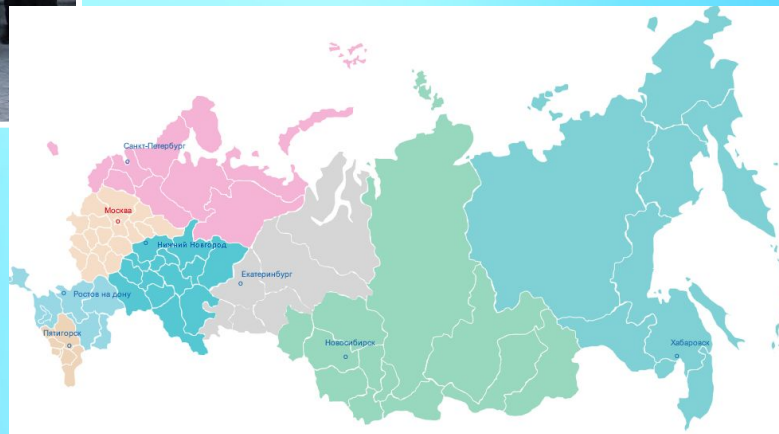 Санкт-Петербург
Москва
Нижний Новгород
Екатеринбург
Ростов на дону
Пятигорск
Новосибирск
Хабаровск